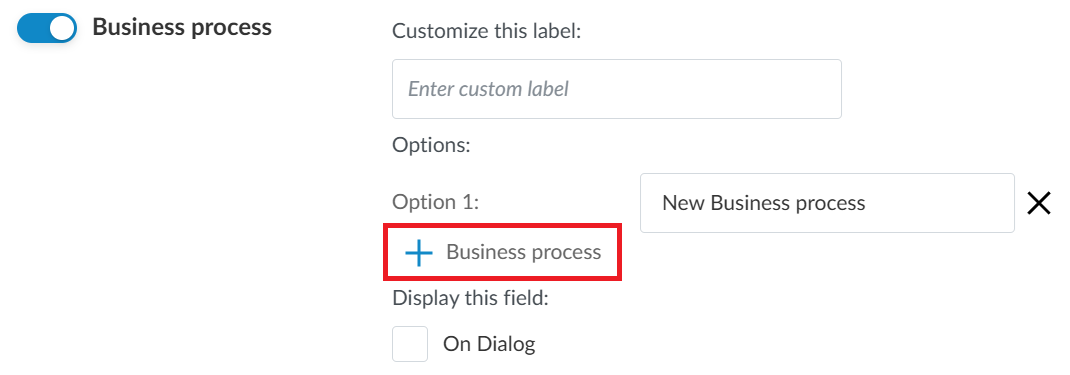 Business process
Customize this label:
Enter custom label
Options:
Option 1:
New Business process
Business process
Display this field:
On Dialog